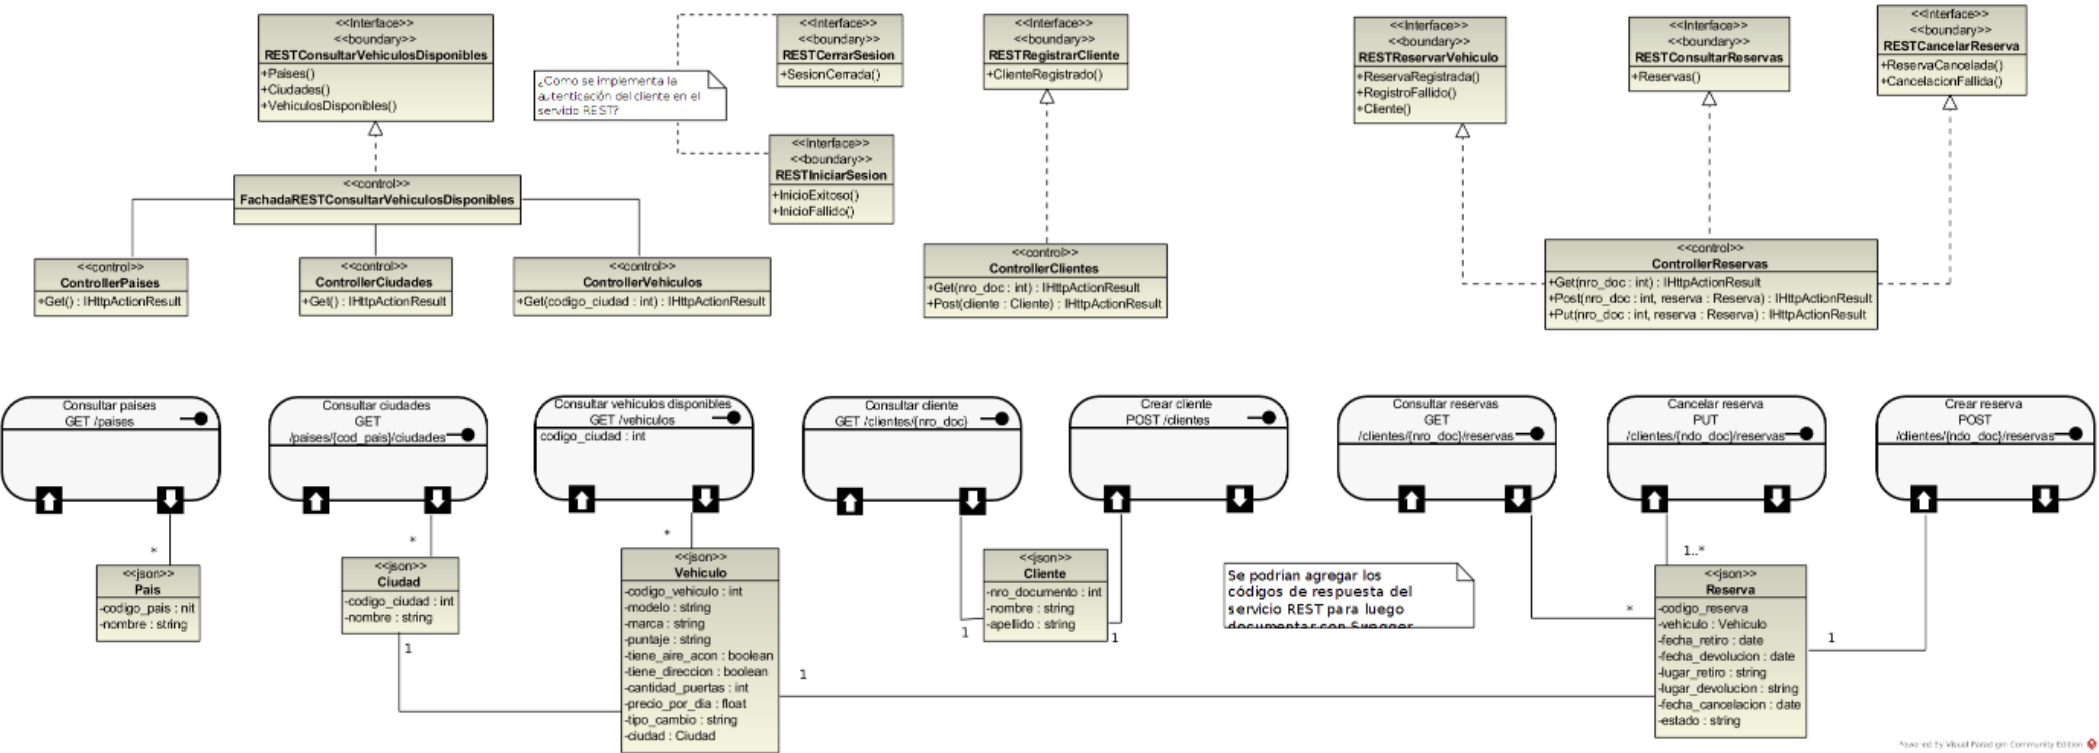 <<Interface>>
<<boundary>>
RESTConsultarVehiculosDisponibles
+Paises()
+Ciudades()
+VehiculosDisponibles()
¿Como se implementa la
autenticación del cliente en el
servicio REST?
<<Interface>>
<<boundary>>
RESTCerrarSesion
+SesionCerrada()
<<Interface>>
<<boundary>>
RESTIniciarSesion
+InicioExitoso()
+InicioFallido()
<<Interface>>
<<boundary>>
RESTRegistrarCliente
+ClienteRegistrado()
<<Interface>>
<<boundary>>
RESTReservarVehiculo
+ReservaRegistrada()
+RegistroFallido()
+Cliente()
<<Interface>>
<<boundary>>
RESTConsultarReservas
+Reservas()
<<Interface>>
<<boundary>>
RESTCancelarReserva
+ReservaCancelada()
+CancelacionFallida()
<<control>>
FachadaRESTConsultarVehiculosDisponibles
<<control>>
ControllerPaises
+Get() : IHttpActionResult
<<control>>
ControllerCiudades
+Get() : IHttpActionResult
<<control>>
ControllerVehiculos
+Get(codigo_ciudad : int) : IHttpActionResult
<<control>>
ControllerClientes
+Get(nro_doc : int) : IHttpActionResult
+Post(cliente : Cliente) : IHttpActionResult
<<control>>
ControllerReservas
+Get(nro_doc : int) : IHttpActionResult
+Post(nro_doc : int, reserva : Reserva) : IHttpActionResult
+Put(nro_doc : int, reserva : Reserva) : IHttpActionResult
Consultar paises
GET /paises
Consultar ciudades
GET
/paises/{cod_pais}/ciudades
Consultar vehiculos disponibles
GET /vehiculos
codigo_ciudad : int
Consultar cliente
GET /clientes/{nro_doc}
Crear cliente
POST /clientes
Consultar reservas
GET
/clientes/{nro_doc}/reservas
Cancelar reserva
PUT
/clientes/{ndo_doc}/reservas
Crear reserva
POST
/clientes/{ndo_doc}/reservas
*
<<json>>
Pais
-codigo_pais : nit
-nombre : string
*
<<json>>
Ciudad
-codigo_ciudad : int
-nombre : string
1
*
<<json>>
Vehiculo
-codigo_vehiculo : int
-modelo : string
-marca : string
-puntaje : string
-tiene_aire_acon : boolean
-tiene_direccion : boolean
-cantidad_puertas : int
-precio_por_dia : float
-tipo_cambio : string
-ciudad : Ciudad
1
<<json>>
Cliente
-nro_documento : int
-nombre : string
-apellido : string
1
1
Se podrian agregar los
códigos de respuesta del
servicio REST para luego
documentar con Swagger
1..*
*
<<json>>
Reserva
-codigo_reserva
-vehiculo : Vehiculo
-fecha_retiro : date
-fecha_devolucion : date
-lugar_retiro : string
-lugar_devolucion : string
-fecha_cancelacion : date
-estado : string
1
Powered By Visual Paradigm Community Edition